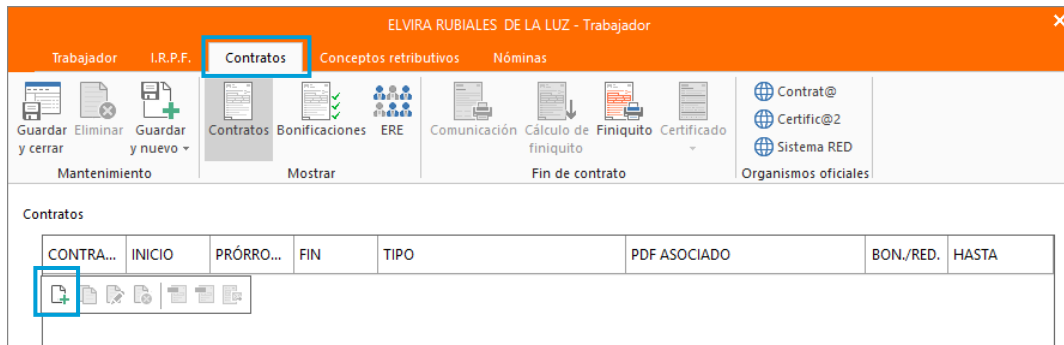 ELVIRA RUBIALES DE LA LUZ - Trabajador
Trabajador I.R.P.F. Contratos Conceptos retributivos Nóminas
Guardar y cerrar Eliminar Guardar y nuevo Contratos Bonificaciones ERE Comunicación Cálculo de finiquito Finiquito Certificado
Contrat@
Certific@2
Sistema RED
Mantenimiento Mostrar Fin de contrato Organismos oficiales
Contratos
CONTRA... INICIO PRÓRRO... FIN TIPO PDF ASOCIADO BON./RED. HASTA